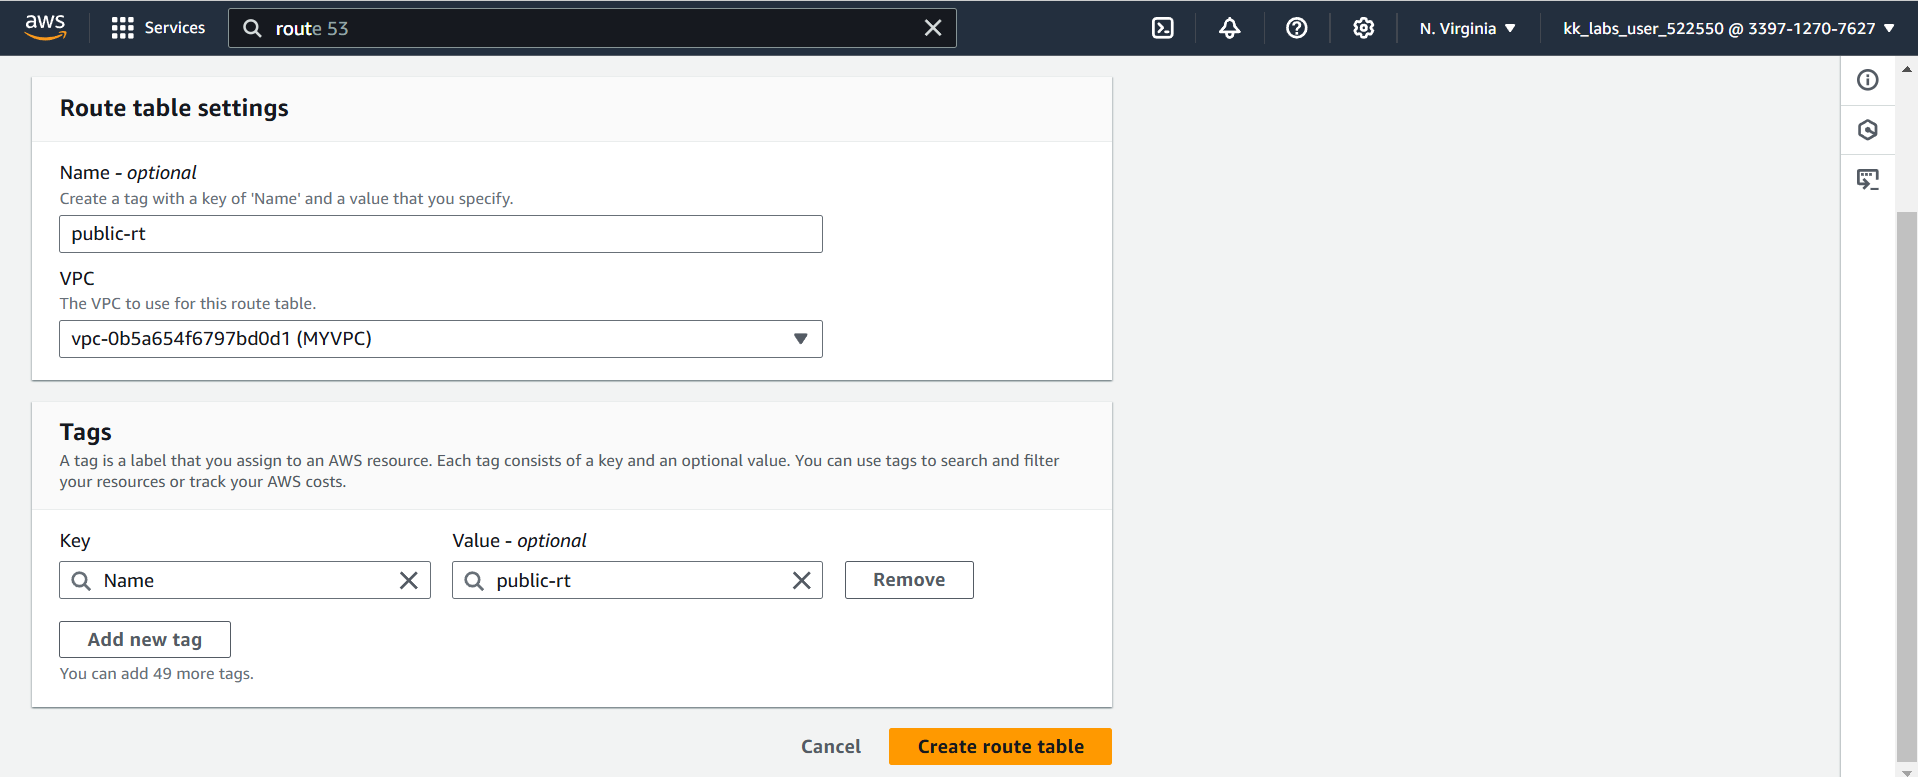 aws
Services
route 53
N. Virginia
kk_labs_user_522550 @ 3397-1270-7627
Route table settings
Name - optional
Create a tag with a key of 'Name' and a value that you specify.
public-rt
VPC
The VPC to use for this route table.
vpc-0b5a654f6797bd0d1 (MYVPC)
Tags
A tag is a label that you assign to an AWS resource. Each tag consists of a key and an optional value. You can use tags to search and filter
your resources or track your AWS costs.
Key
Value - optional
Name
public-rt
Remove
Add new tag
You can add 49 more tags.
Cancel
Create route table